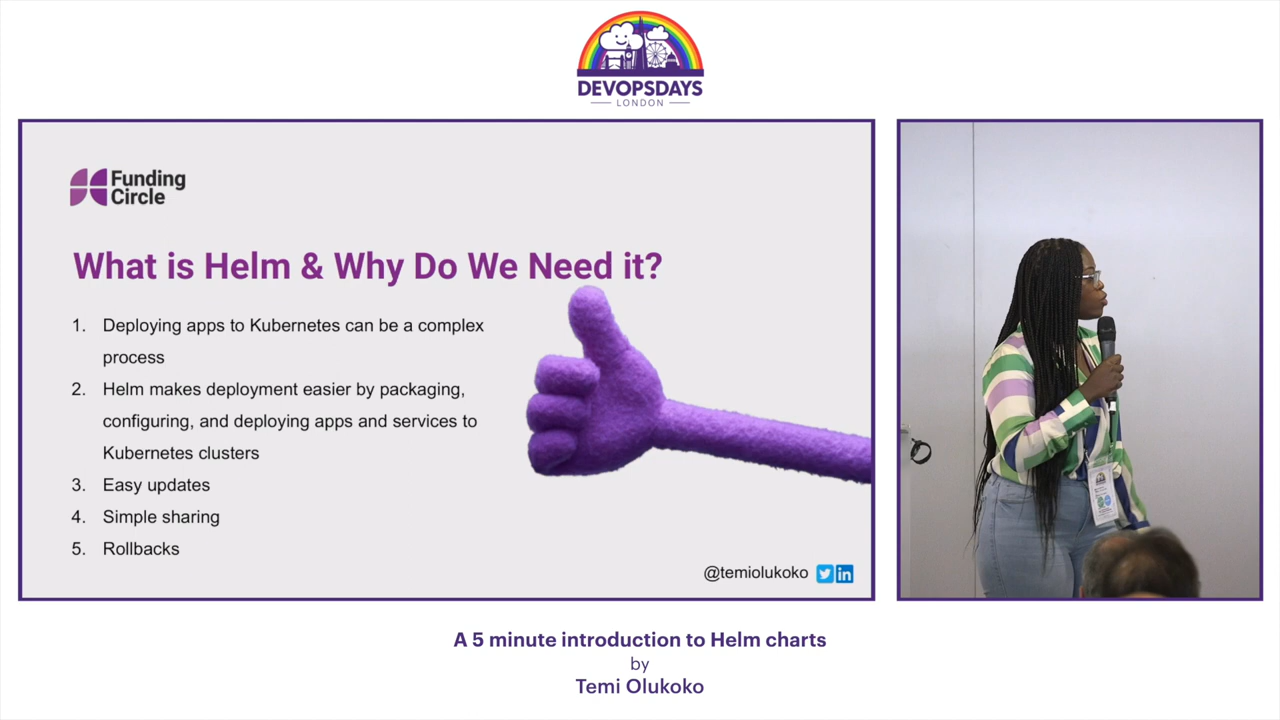 DEVOPSDAYS
LONDON
Funding
Circle
What is Helm & Why Do We Need it?
1. Deploying apps to Kubernetes can be a complex
process
2. Helm makes deployment easier by packaging,
configuring, and deploying apps and services to
Kubernetes clusters
3. Easy updates
4. Simple sharing
5. Rollbacks
@temiolukoko
in
A 5 minute introduction to Helm charts
by
Temi Olukoko